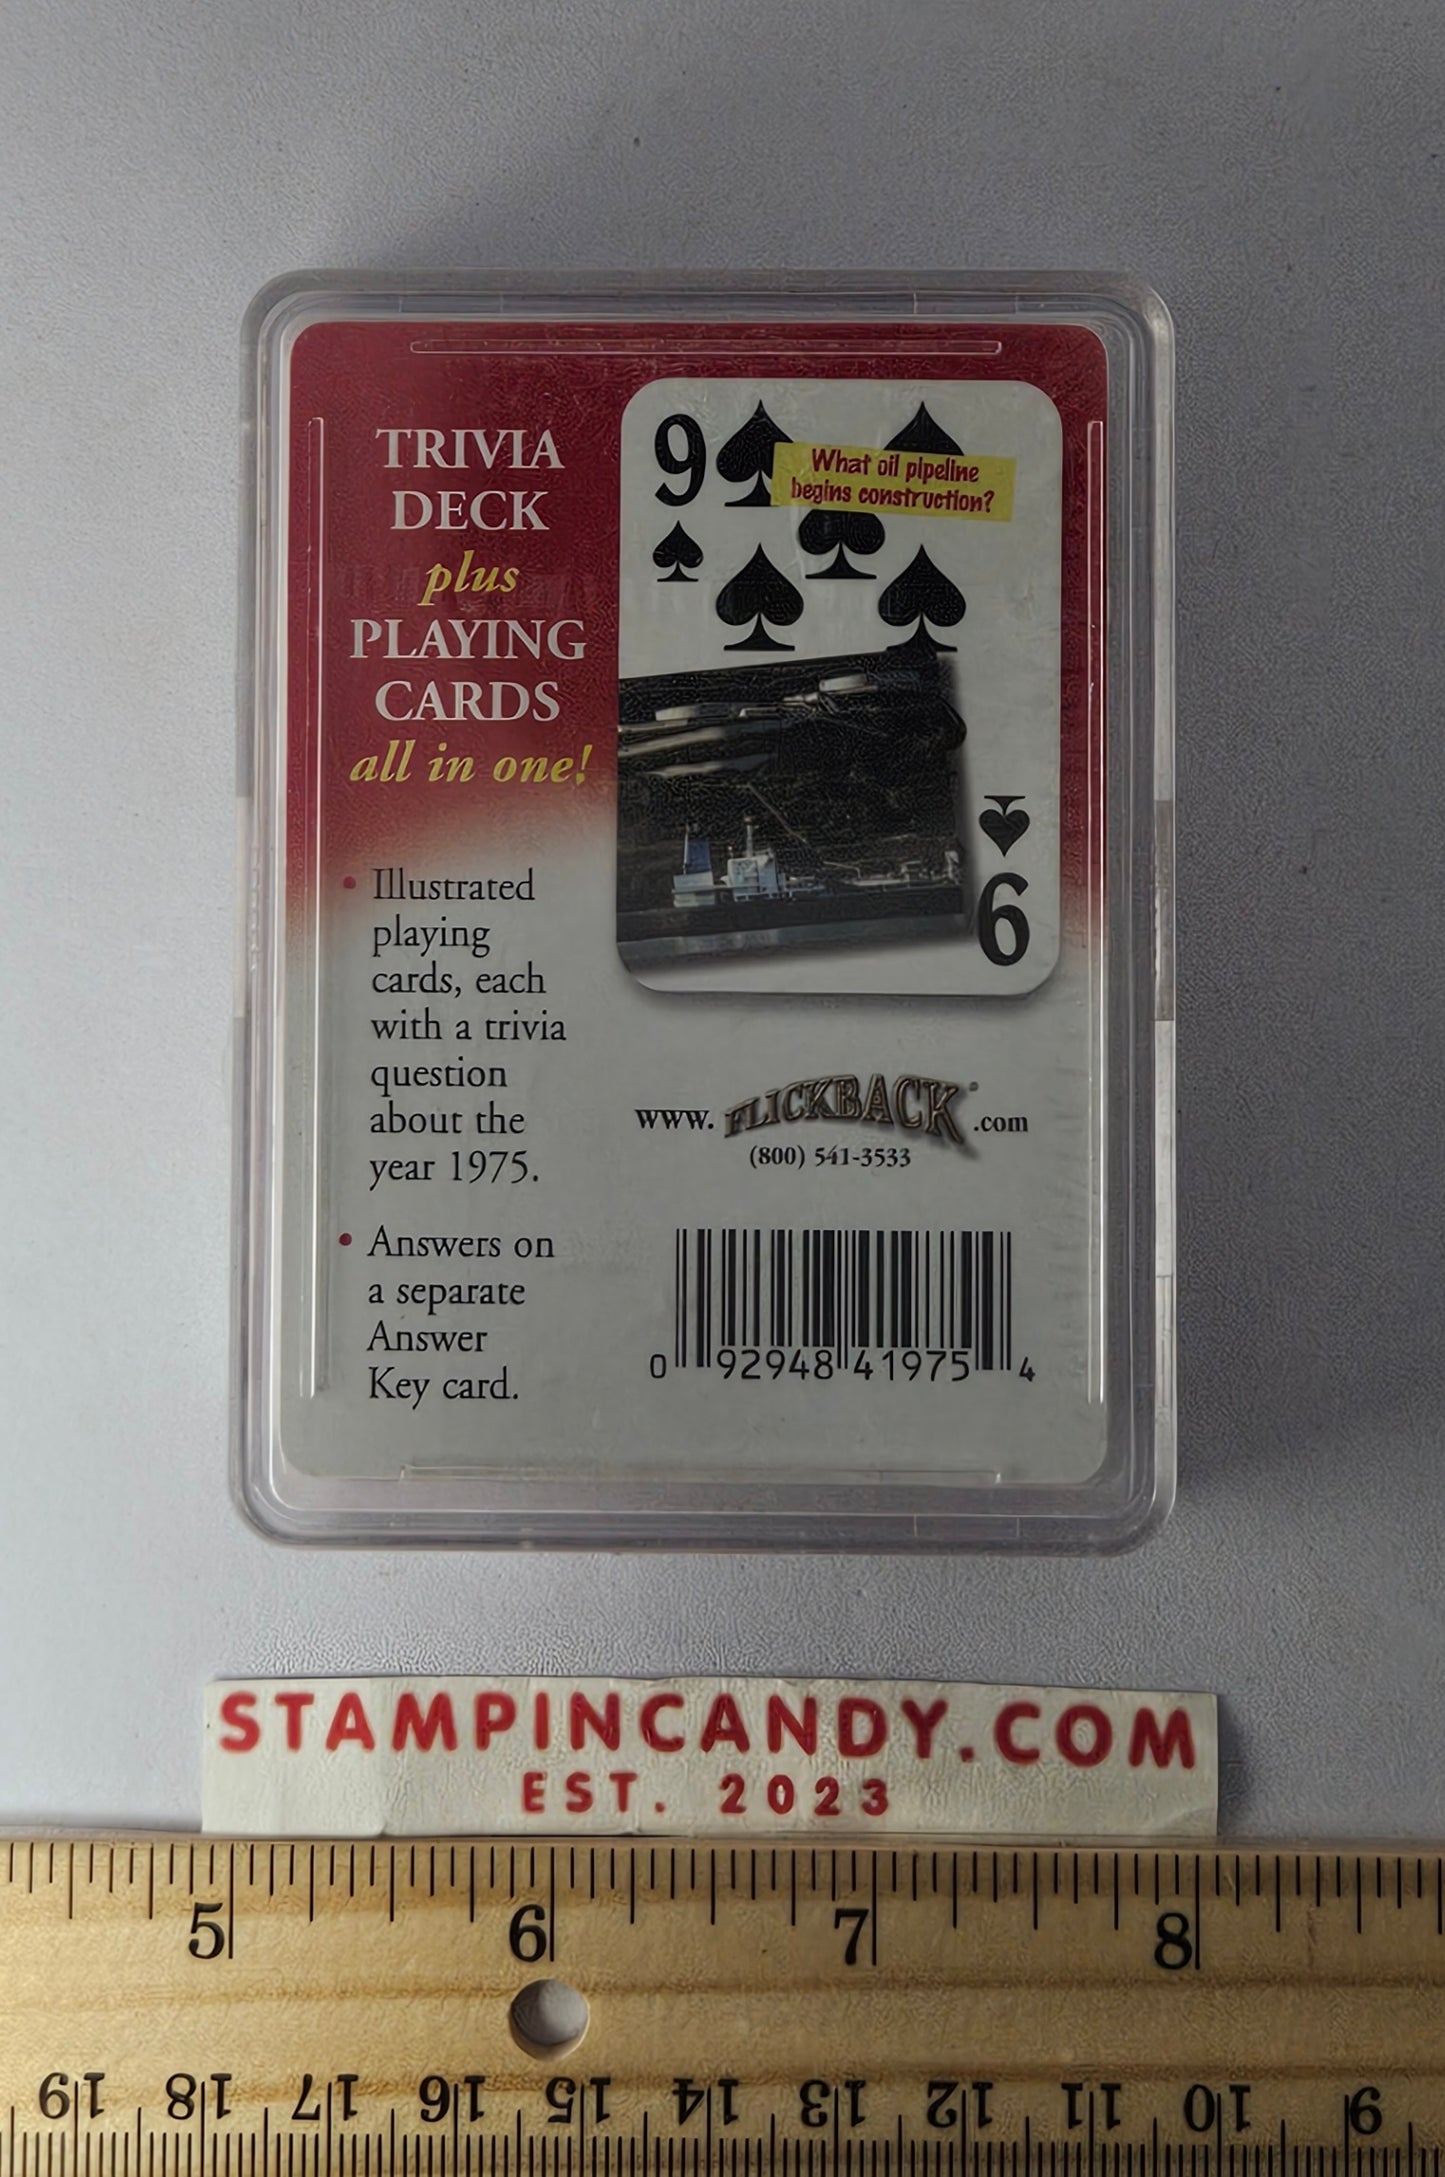 TRIVIA
DECK
plus
PLAYING
CARDS
all in one!
• Illustrated
playing
cards, each
with a trivia
question
about the
year 1975.
• Answers on
a separate
Answer
Key card.
9
What oil pipeline
begins construction?
9
www.FLICKBACK.com
(800) 541-3533
0 92948 41975 4
STAMPINCANDY.COM
EST. 2023
5 6 7 8
19 18 17 16 15 14 13 12 11 10 9